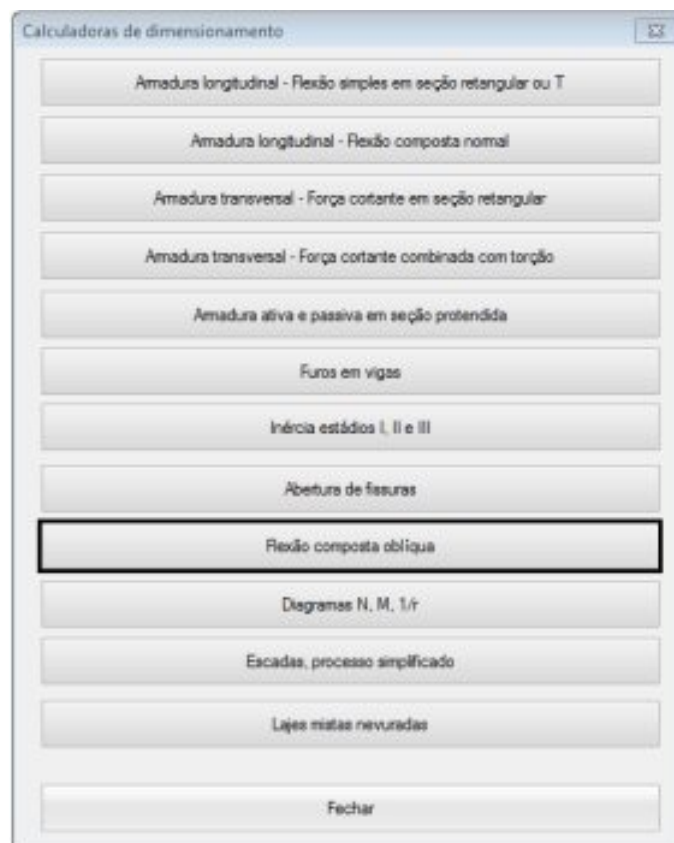 Calculadoras de dimensionamento
Armadura longitudinal - Flexão simples em seção retangular ou T
Armadura longitudinal - Flexão composta normal
Armadura transversal - Força cortante em seção retangular
Armadura transversal - Força cortante combinada com torção
Armadura ativa e passiva em seção protendida
Furos em vigas
Inércia estádios I, II e III
Abertura de fissuras
Flexão composta oblíqua
Diagramas N, M, 1/r
Escadas, processo simplificado
Lajes mistas nevuradas
Fechar